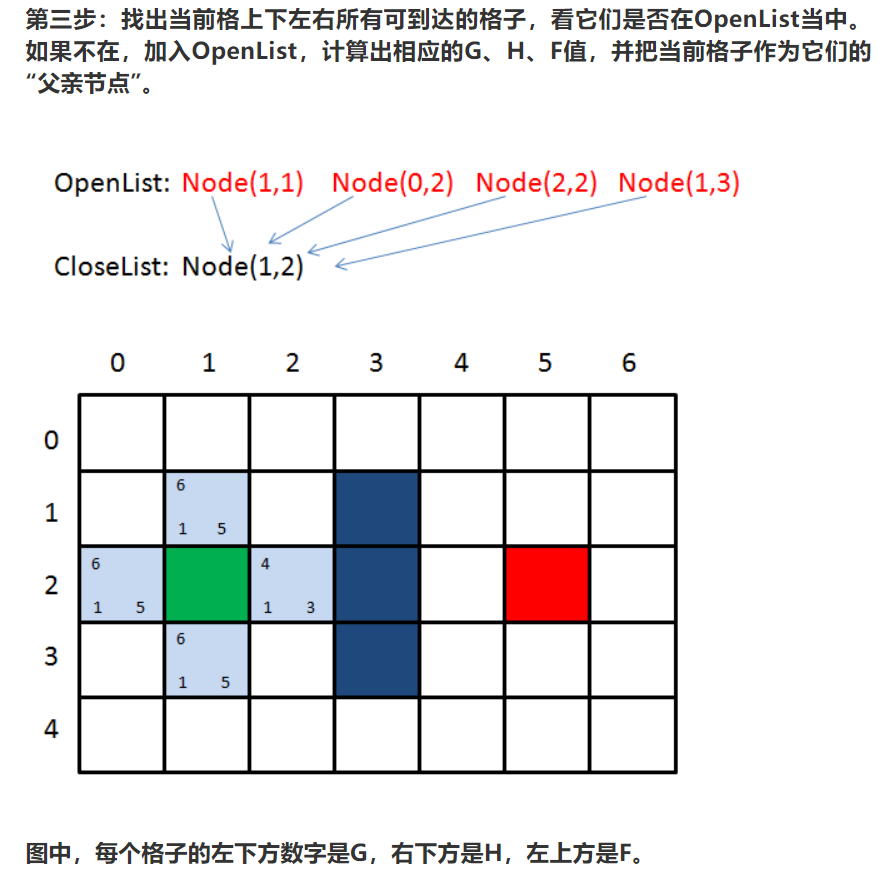 第三步：找出当前格上下左右所有可到达的格子，看它们是否在OpenList当中。
如果不在，加入OpenList，计算出相应的G、H、F值，并把当前格子作为它们的
“父亲节点”。
OpenList: Node(1,1) Node(0,2) Node(2,2) Node(1,3)
CloseList: Node(1,2)
0 1 2 3 4 5 6
0
1
6
1 5
2
6
1 5
4
1 3
3
6
1 5
4
图中，每个格子的左下方数字是G，右下方是H，左上方是F。